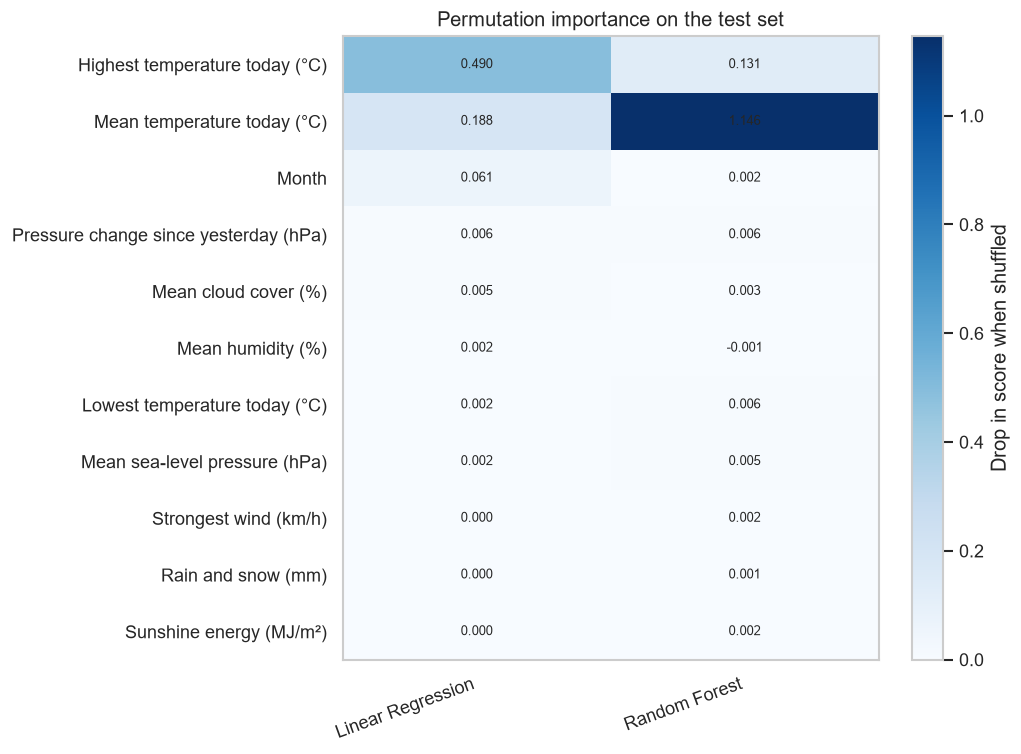 Permutation importance on the test set
Highest temperature today (°C) 0.490 0.131
Mean temperature today (°C) 0.188 1.146
Month 0.061 0.002
Pressure change since yesterday (hPa) 0.006 0.006
Mean cloud cover (%) 0.005 0.003
Mean humidity (%) 0.002 -0.001
Lowest temperature today (°C) 0.002 0.006
Mean sea-level pressure (hPa) 0.002 0.005
Strongest wind (km/h) 0.000 0.002
Rain and snow (mm) 0.000 0.001
Sunshine energy (MJ/m²) 0.000 0.002
Linear Regression
Random Forest
1.0
0.8
0.6
0.4
0.2
0.0
Drop in score when shuffled